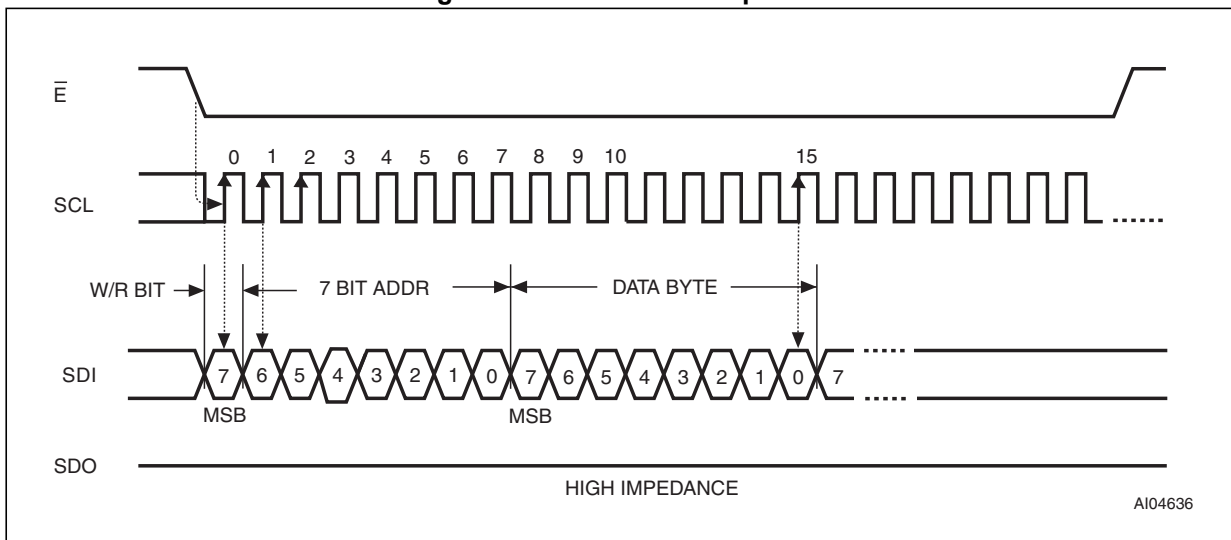 E̅
0 1 2 3 4 5 6 7 8 9 10 15
SCL
W/R BIT 7 BIT ADDR DATA BYTE
SDI 7 6 5 4 3 2 1 0 7 6 5 4 3 2 1 0 7
MSB MSB
SDO
HIGH IMPEDANCE
AI04636